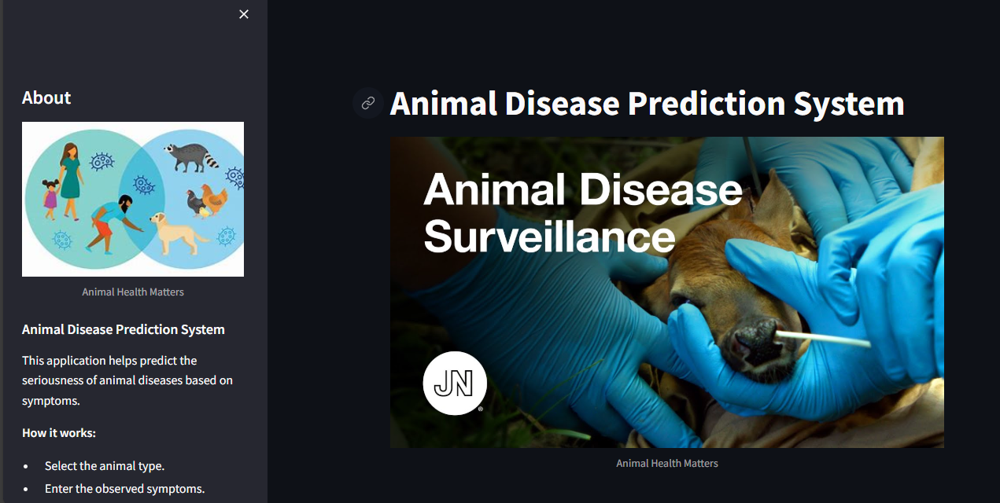 About
Animal Health Matters
Animal Disease Prediction System
This application helps predict the
seriousness of animal diseases based on
symptoms.
How it works:
Select the animal type.
Enter the observed symptoms.
Animal Disease Prediction System
Animal Disease
Surveillance
JN
®
Animal Health Matters